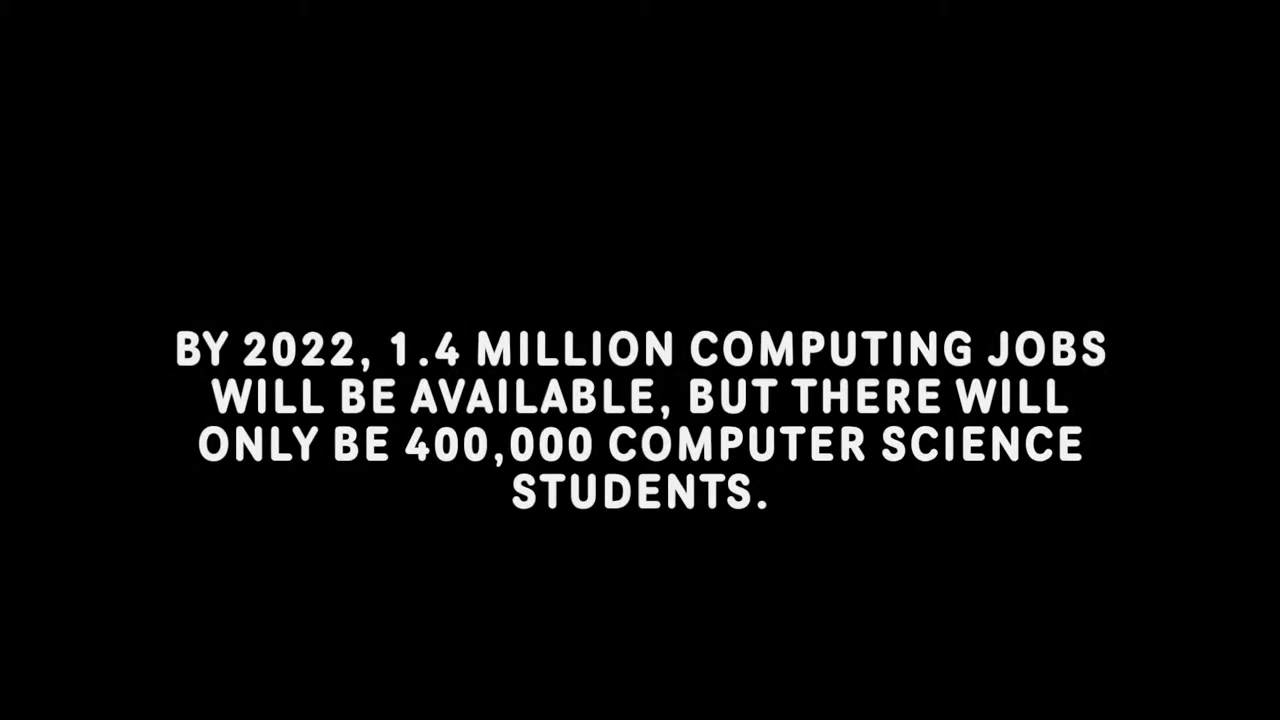 BY 2022, 1.4 MILLION COMPUTING JOBS
WILL BE AVAILABLE, BUT THERE WILL
ONLY BE 400,000 COMPUTER SCIENCE
STUDENTS.